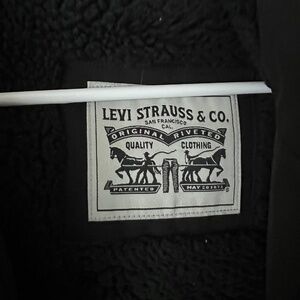 LEVI STRAUSS & CO.
SAN FRANCISCO
CAL.
ORIGINAL RIVETED
QUALITY CLOTHING
PATENTED MAY 20 1873